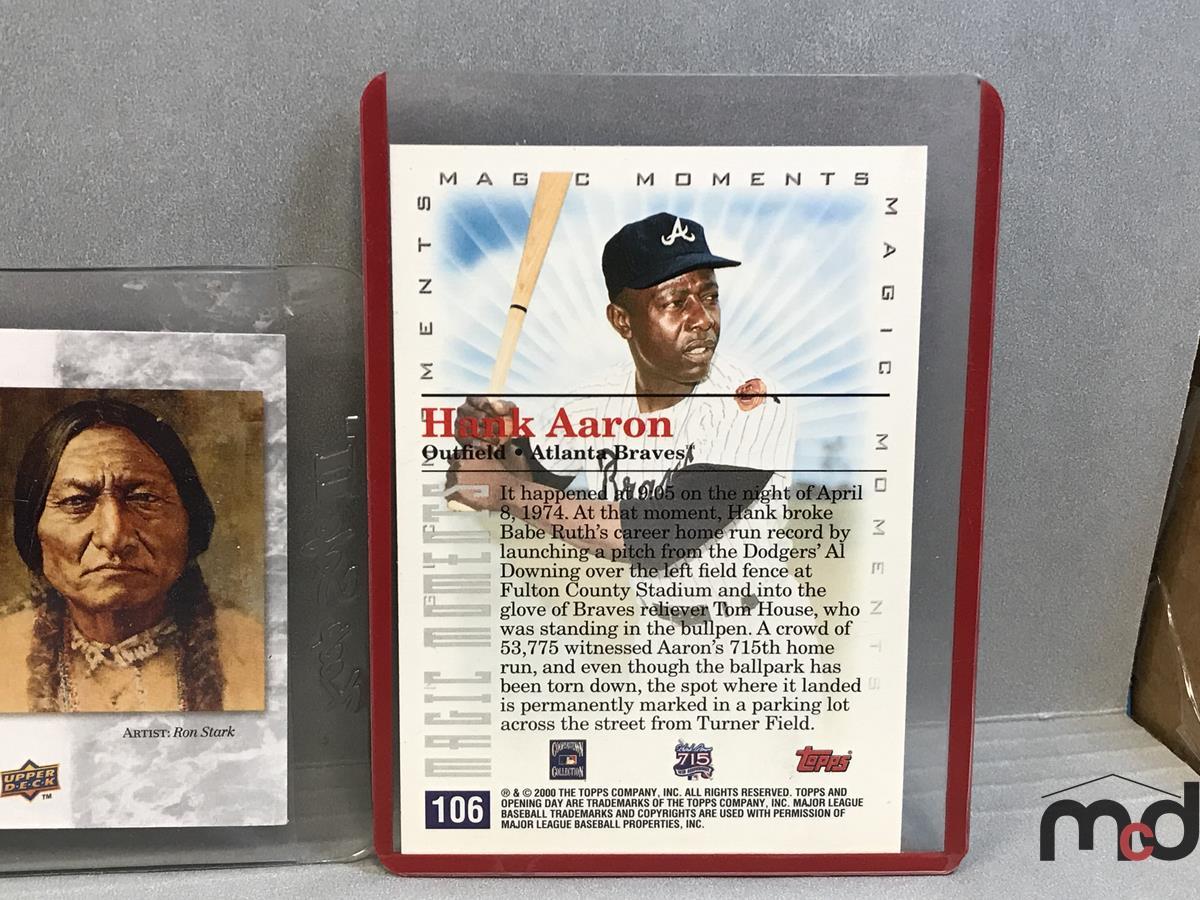 MAGIC MOMENTS
MAGIC MOMENTS
MAGIC MOMENTS
Hank Aaron
Outfield • Atlanta Braves™
Braves
It happened at 9:05 on the night of April
8, 1974. At that moment, Hank broke
Babe Ruth's career home run record by
launching a pitch from the Dodgers' Al
Downing over the left field fence at
Fulton County Stadium and into the
glove of Braves reliever Tom House, who
was standing in the bullpen. A crowd of
53,775 witnessed Aaron's 715th home
run, and even though the ballpark has
been torn down, the spot where it landed
is permanently marked in a parking lot
across the street from Turner Field.
COOPERSTOWN
COLLECTION
715
Topps
106
® & © 2000 THE TOPPS COMPANY, INC. ALL RIGHTS RESERVED. TOPPS AND
OPENING DAY ARE TRADEMARKS OF THE TOPPS COMPANY, INC. MAJOR LEAGUE
BASEBALL TRADEMARKS AND COPYRIGHTS ARE USED WITH PERMISSION OF
MAJOR LEAGUE BASEBALL PROPERTIES, INC.
ARTIST: Ron Stark
UPPER
D·E·C·K
™
mcd